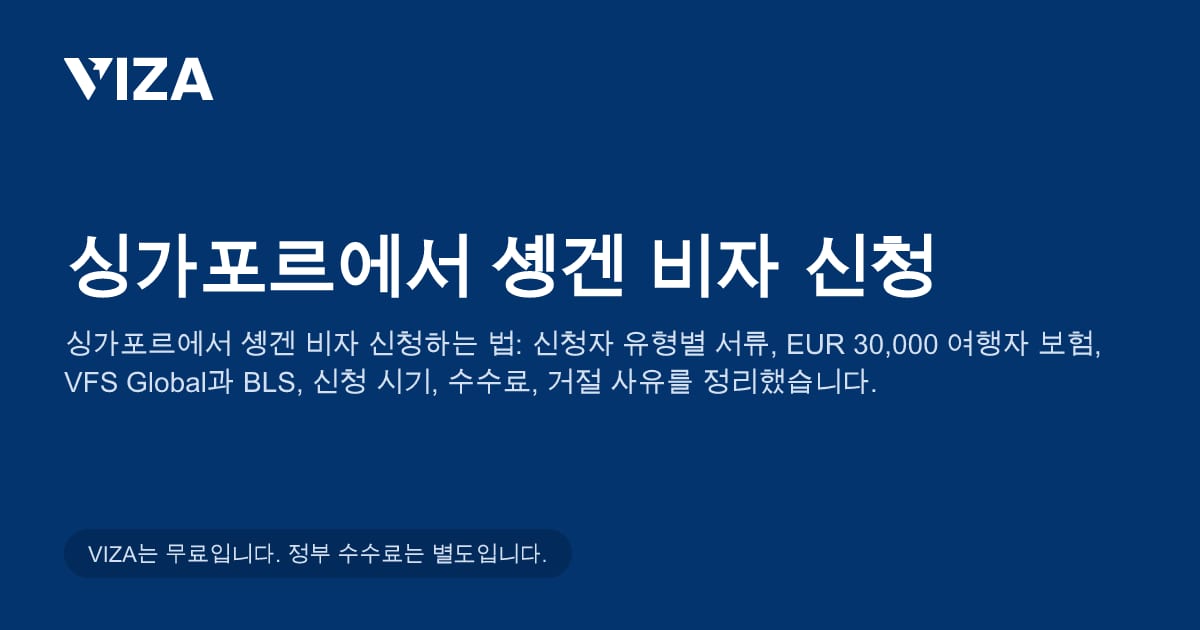 VIZA
싱가포르에서 솅겐 비자 신청
싱가포르에서 솅겐 비자 신청하는 법: 신청자 유형별 서류, EUR 30,000 여행자 보험,
VFS Global과 BLS, 신청 시기, 수수료, 거절 사유를 정리했습니다.
VIZA는 무료입니다. 정부 수수료는 별도입니다.